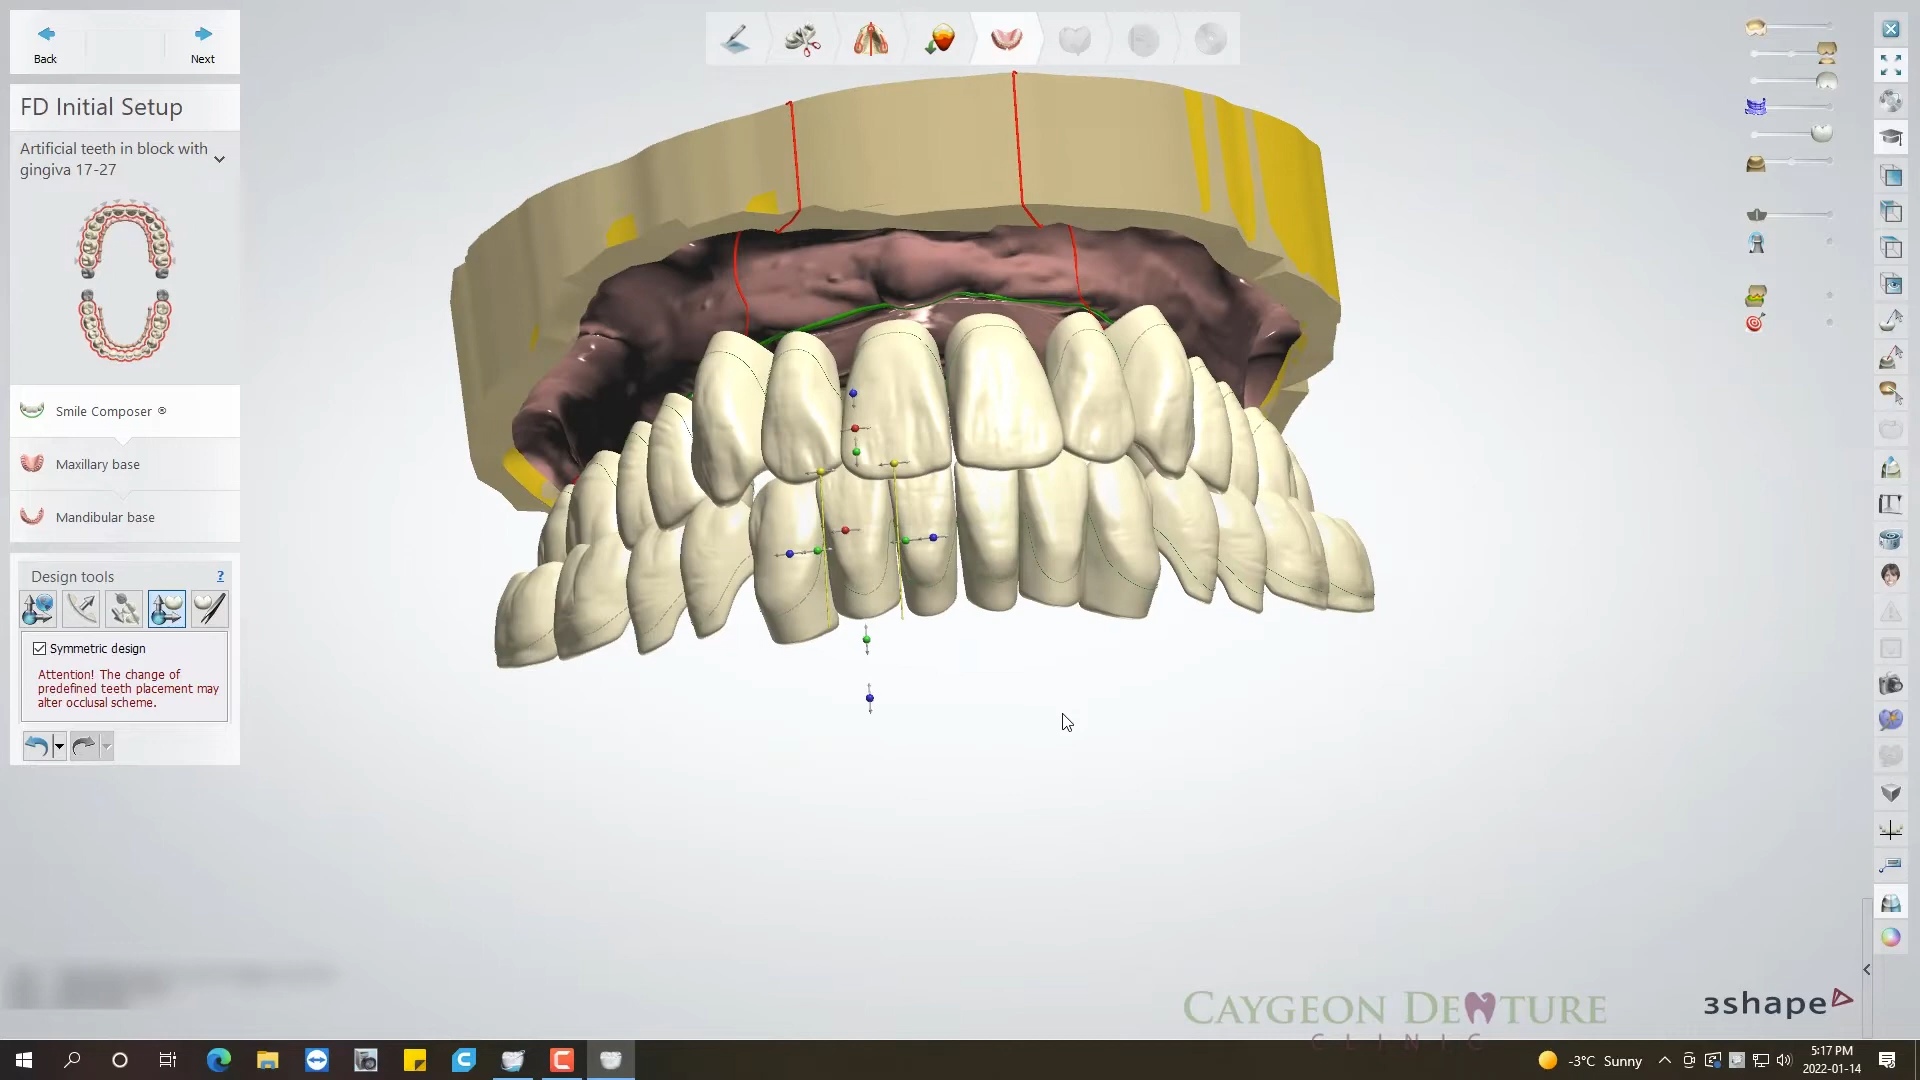 Back
Next
FD Initial Setup
Artificial teeth in block with
gingiva 17-27
Smile Composer ®
Maxillary base
Mandibular base
Design tools
?
Symmetric design
Attention! The change of
predefined teeth placement may
alter occlusal scheme.
CAYGEON DENTURE
CLINIC
3shape
-3°C Sunny
5:17 PM
2022-01-14